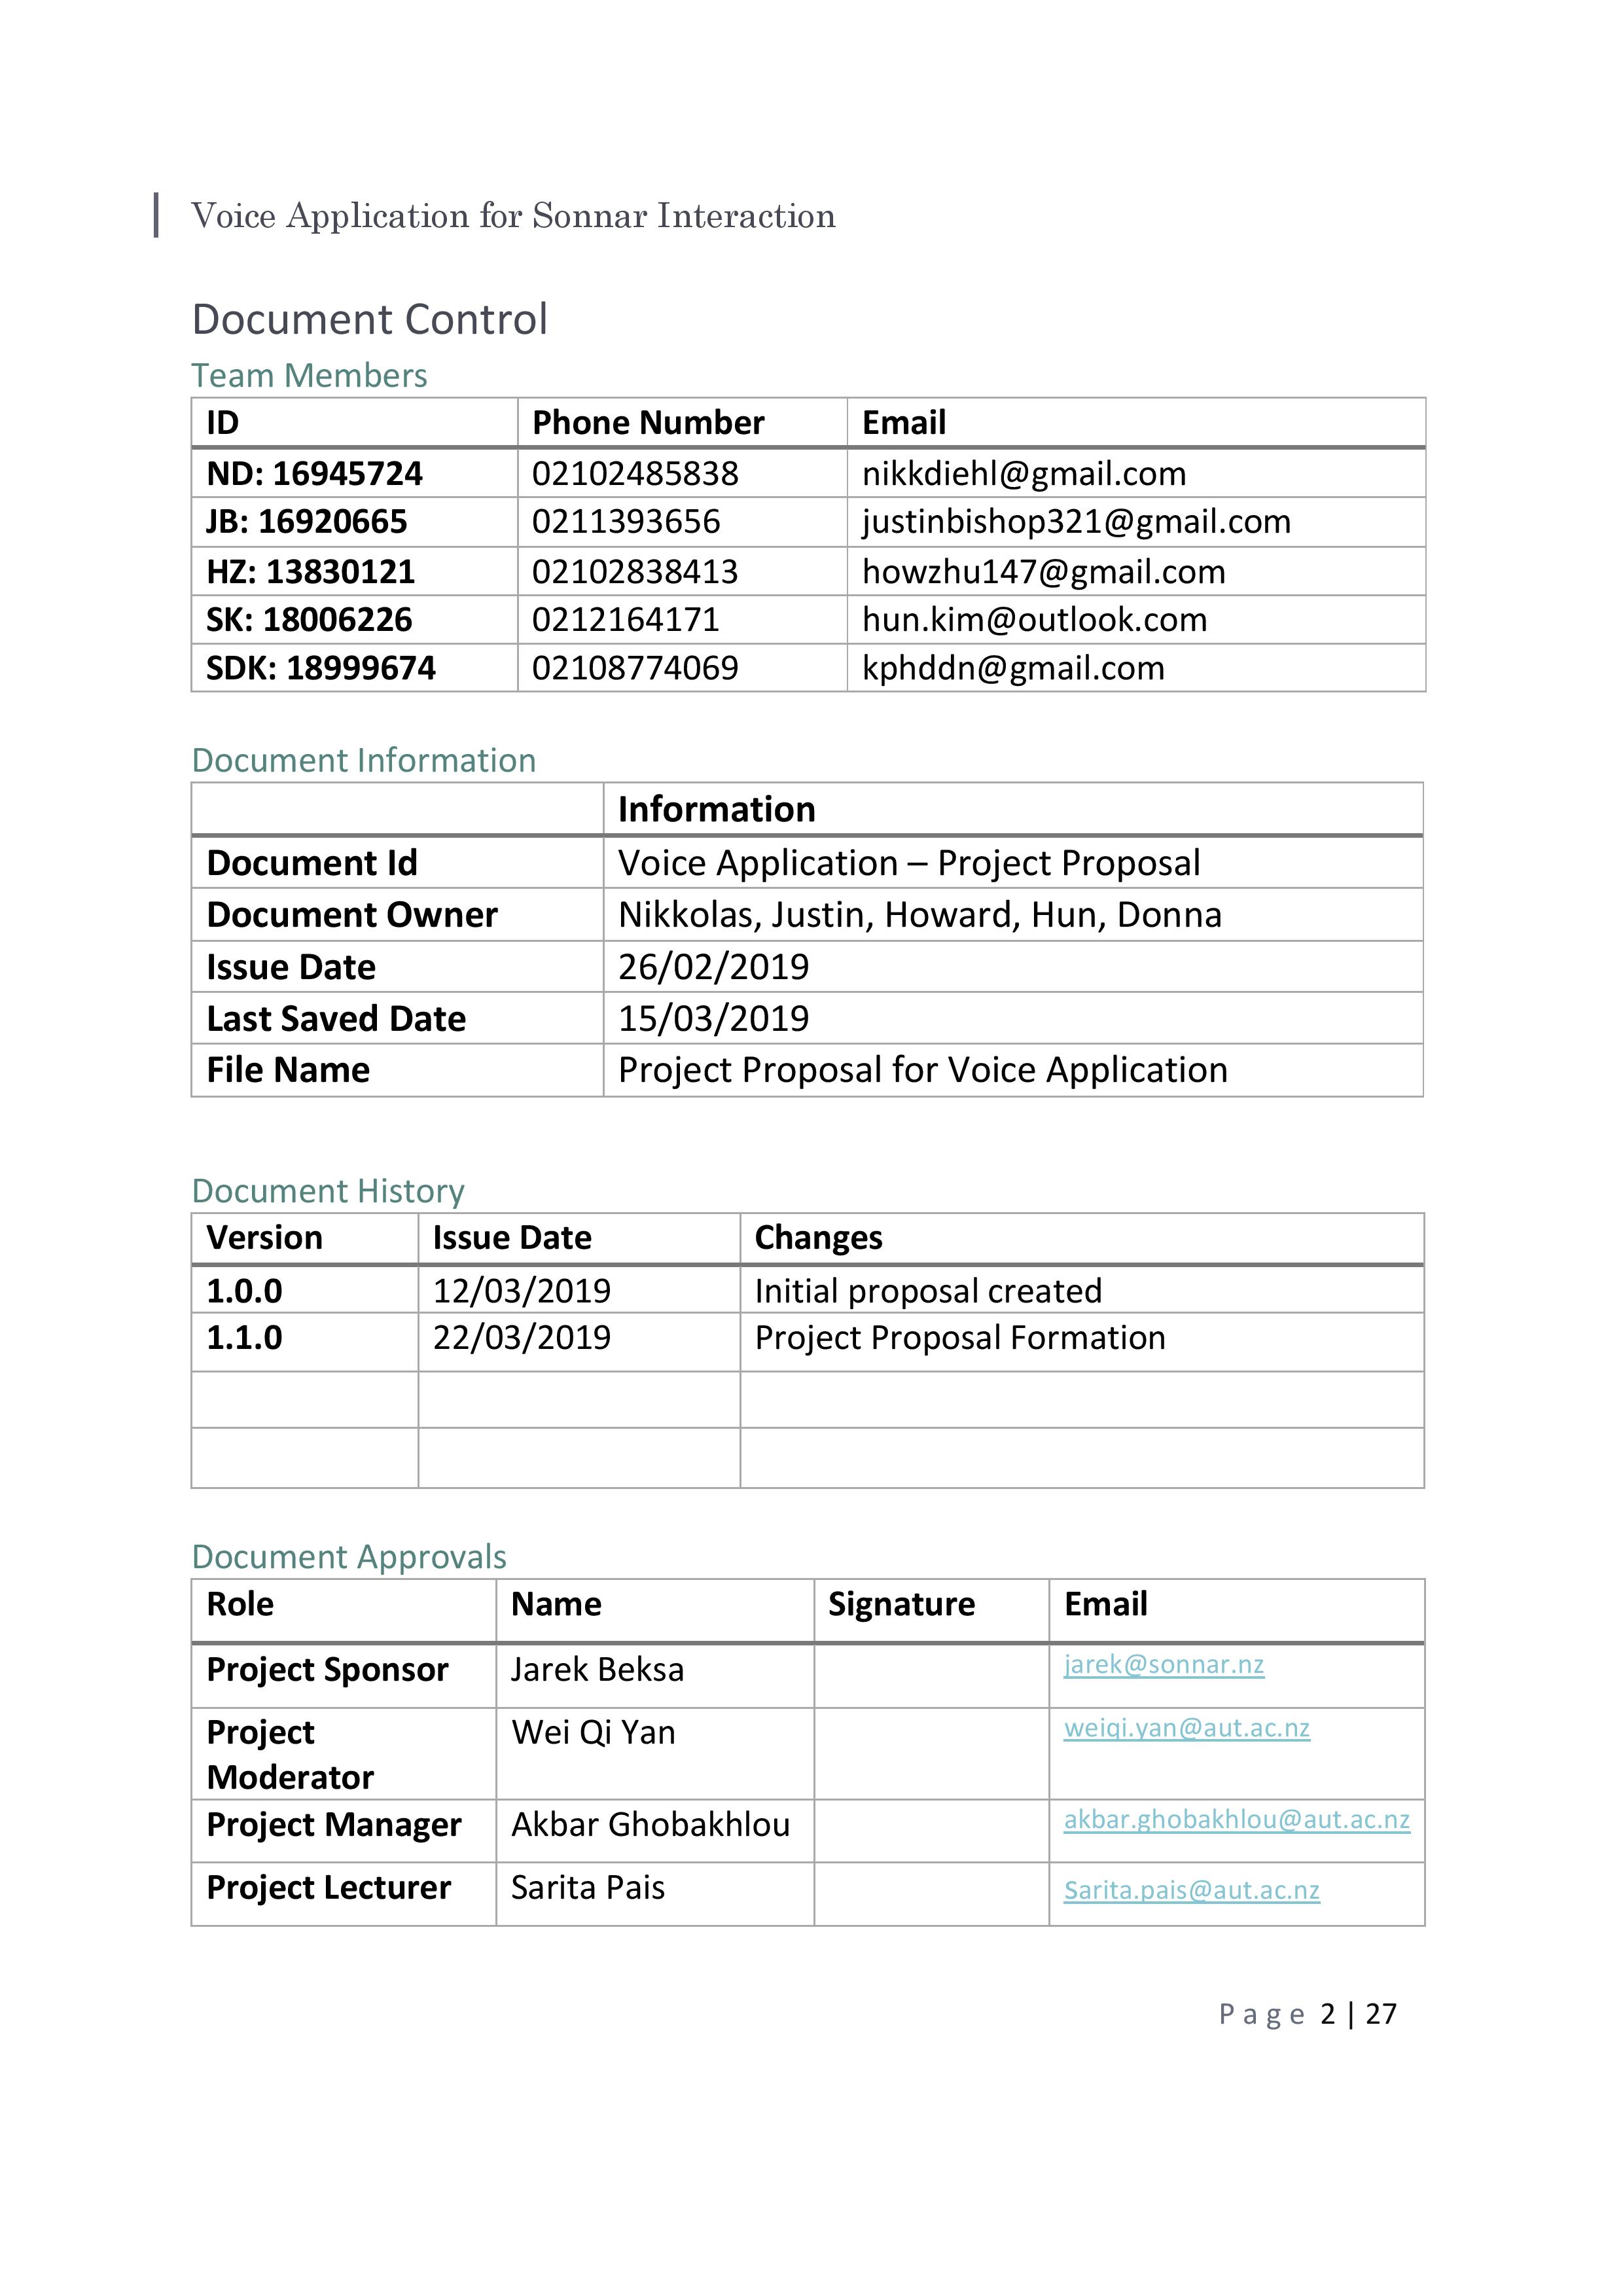 Voice Application for Sonnar Interaction
Document Control
Team Members
ID Phone Number Email
ND: 16945724 02102485838 nikkdiehl@gmail.com
JB: 16920665 0211393656 justinbishop321@gmail.com
HZ: 13830121 02102838413 howzhu147@gmail.com
SK: 18006226 0212164171 hun.kim@outlook.com
SDK: 18999674 02108774069 kphddn@gmail.com
Document Information
Information
Document Id Voice Application – Project Proposal
Document Owner Nikkolas, Justin, Howard, Hun, Donna
Issue Date 26/02/2019
Last Saved Date 15/03/2019
File Name Project Proposal for Voice Application
Document History
Version Issue Date Changes
1.0.0 12/03/2019 Initial proposal created
1.1.0 22/03/2019 Project Proposal Formation
Document Approvals
Role Name Signature Email
Project Sponsor Jarek Beksa jarek@sonnar.nz
Project Wei Qi Yan weiqi.yan@aut.ac.nz
Moderator
Project Manager Akbar Ghobakhlou akbar.ghobakhlou@aut.ac.nz
Project Lecturer Sarita Pais Sarita.pais@aut.ac.nz
Page 2 | 27